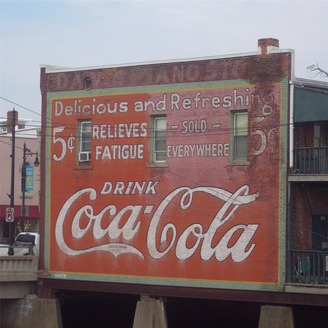 Delicious and Refreshing
5¢ RELIEVES — SOLD — 5¢
FATIGUE EVERYWHERE
DRINK
Coca-Cola